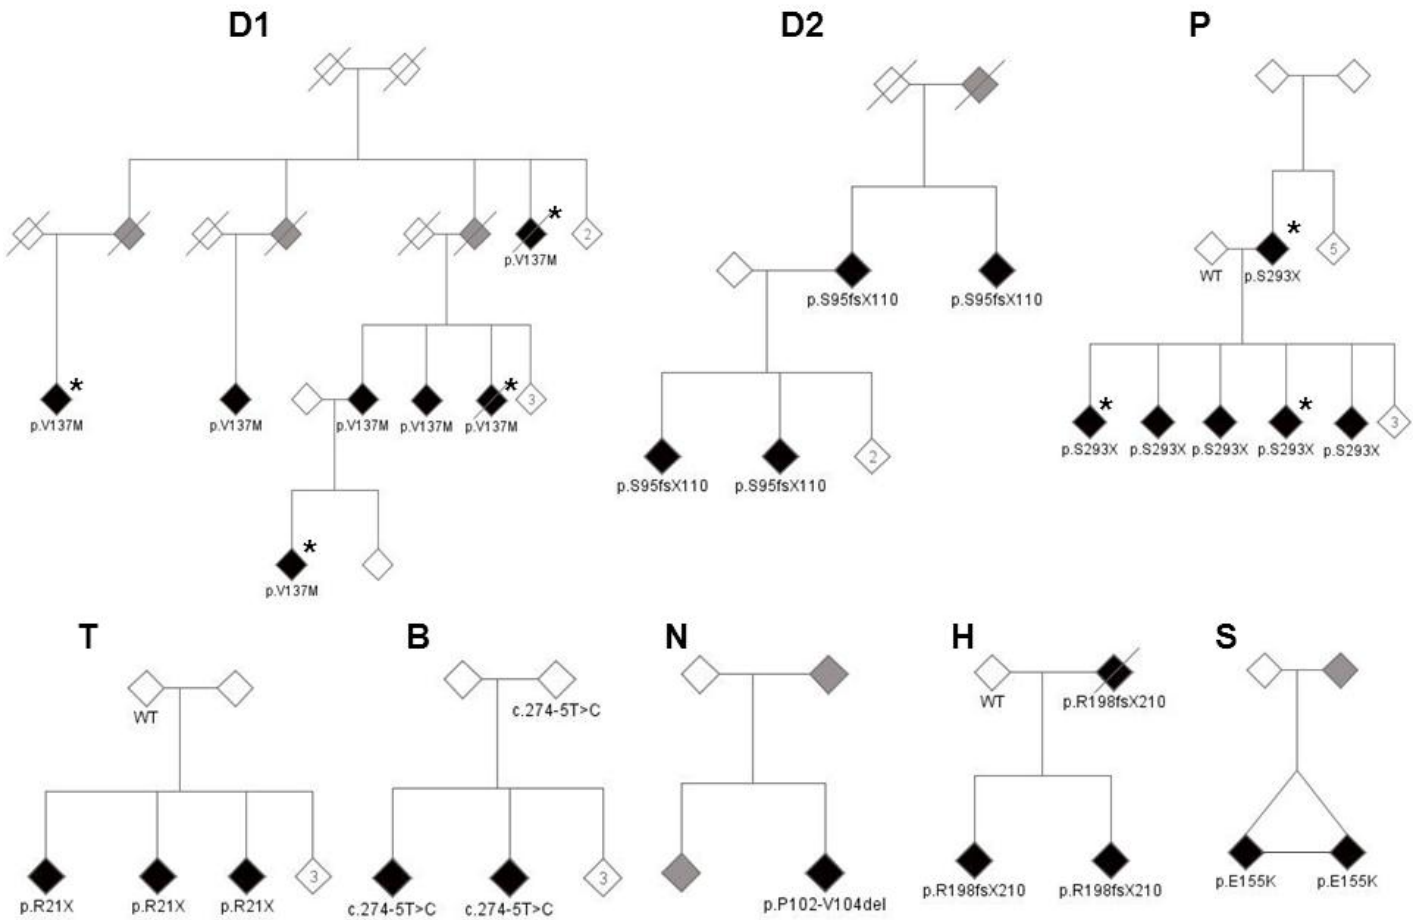 D1 D2 P
*
p.V137M
2
*
WT p.S293X
5
p.S95fsX110 p.S95fsX110
*
p.V137M p.V137M p.V137M p.V137M
*
p.V137M
3
*
p.S293X p.S293X p.S293X
*
p.S293X p.S293X
3
p.S95fsX110 p.S95fsX110
2
*
p.V137M
T B N H S
WT
c.274-5T>C
WT p.R198fsX210
p.R21X p.R21X p.R21X
3
c.274-5T>C c.274-5T>C
3
p.P102-V104del
p.R198fsX210 p.R198fsX210
p.E155K p.E155K